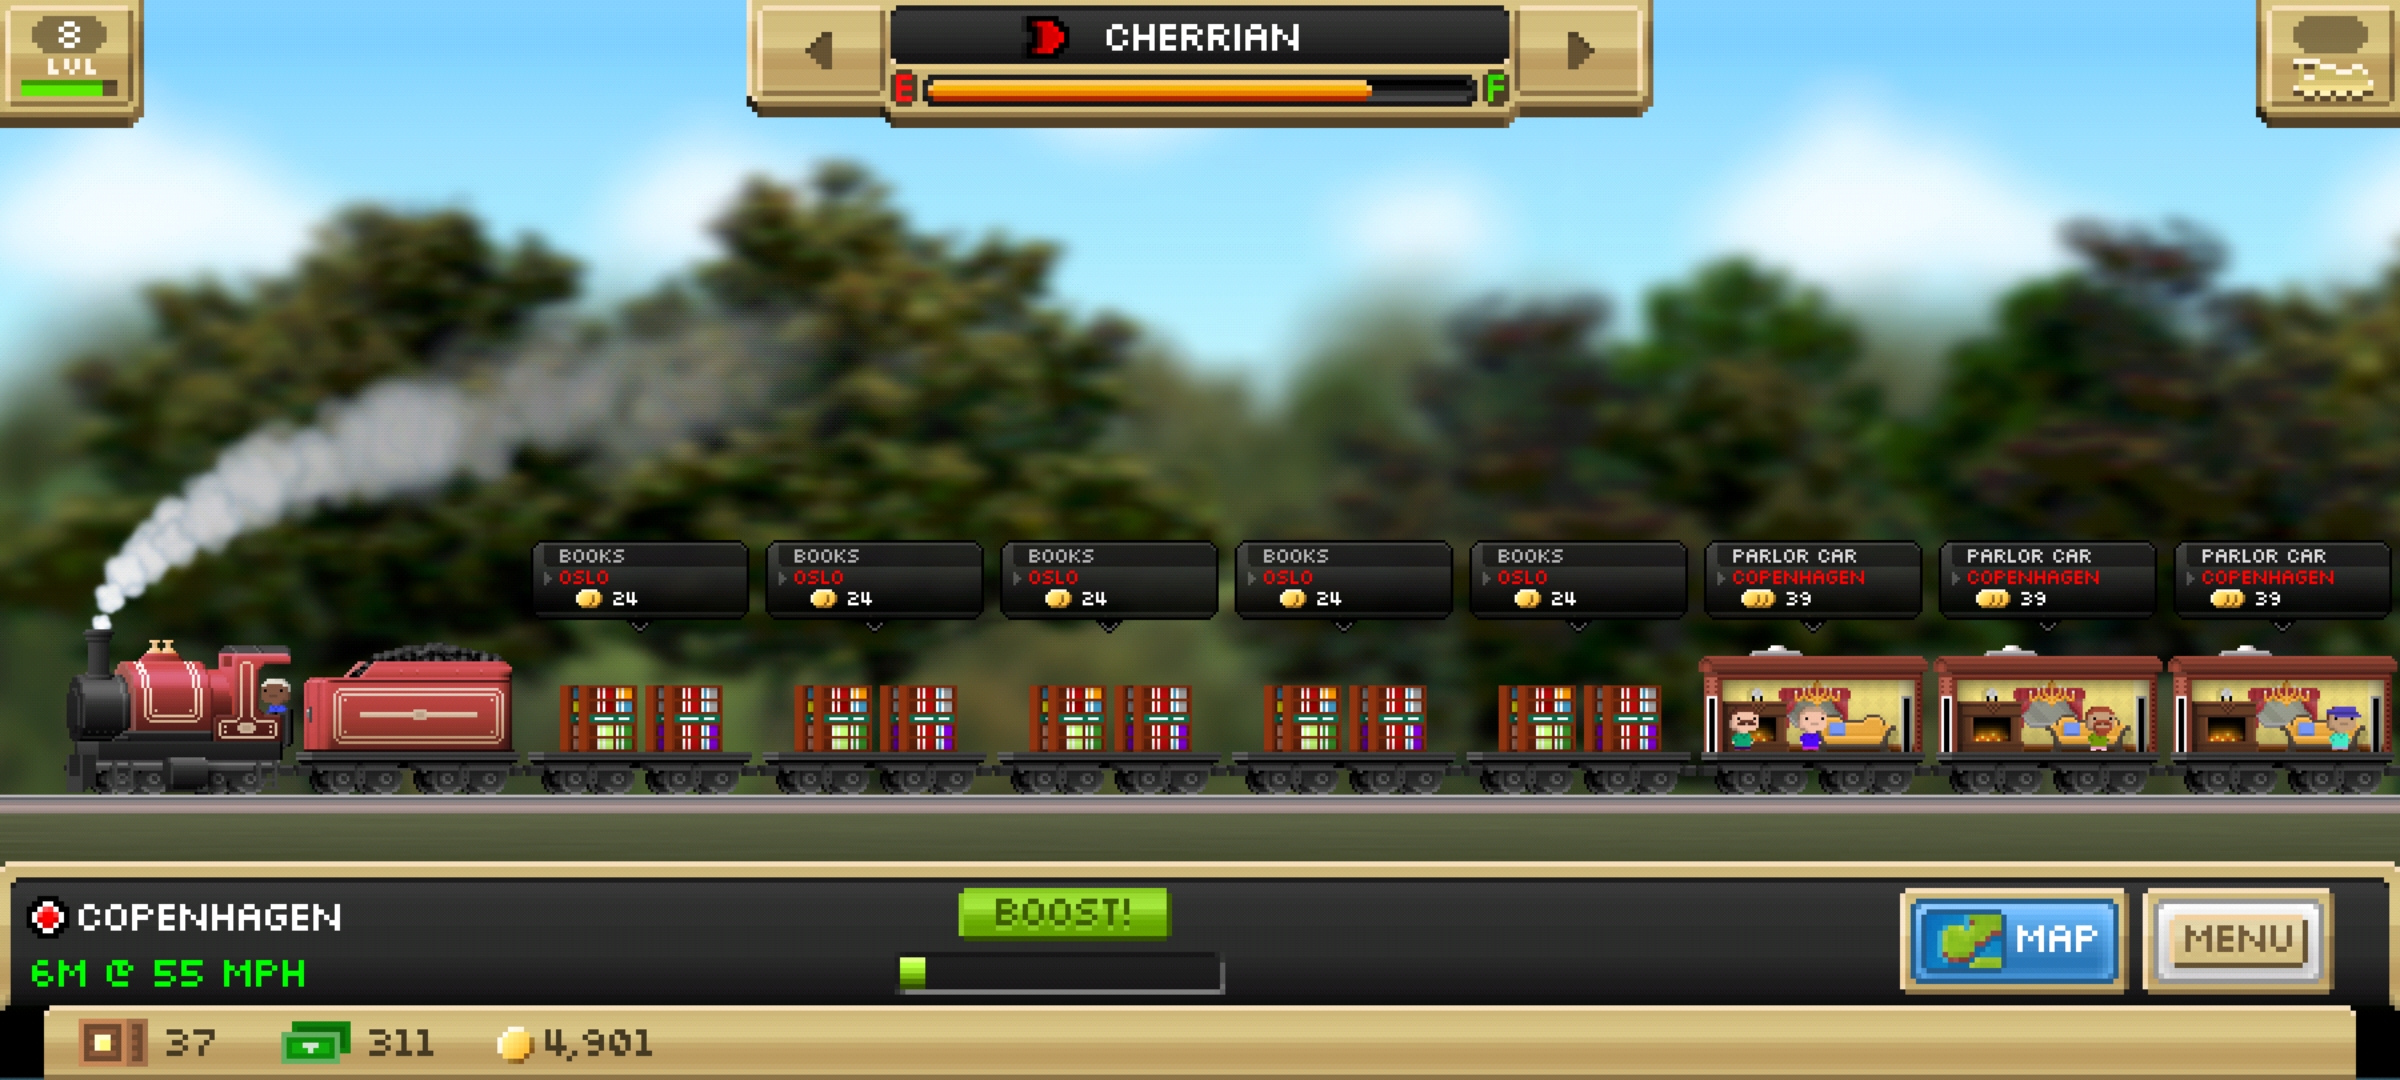 8
LVL
CHERRIAN
E F
BOOKS
OSLO
24
BOOKS
OSLO
24
BOOKS
OSLO
24
BOOKS
OSLO
24
BOOKS
OSLO
24
PARLOR CAR
COPENHAGEN
39
PARLOR CAR
COPENHAGEN
39
PARLOR CAR
COPENHAGEN
39
COPENHAGEN
6M @ 55 MPH
BOOST!
MAP
MENU
37
311
4,901